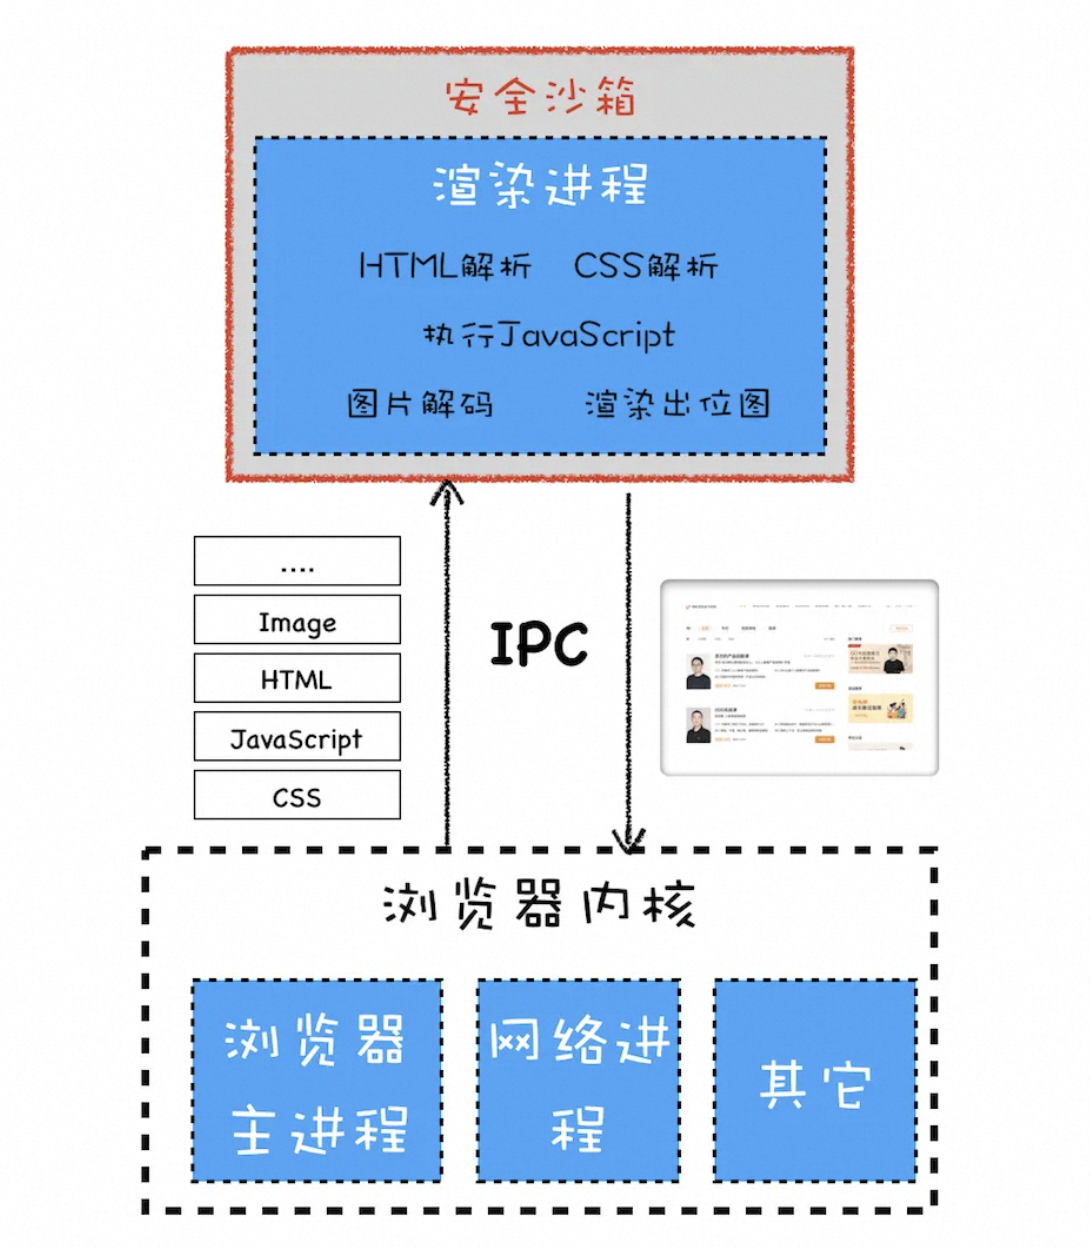 安全沙箱
渲染进程
HTML解析 CSS解析
执行JavaScript
图片解码 渲染出位图
....
Image
HTML
JavaScript
CSS
IPC
浏览器内核
浏览器
主进程
网络进
程
其它